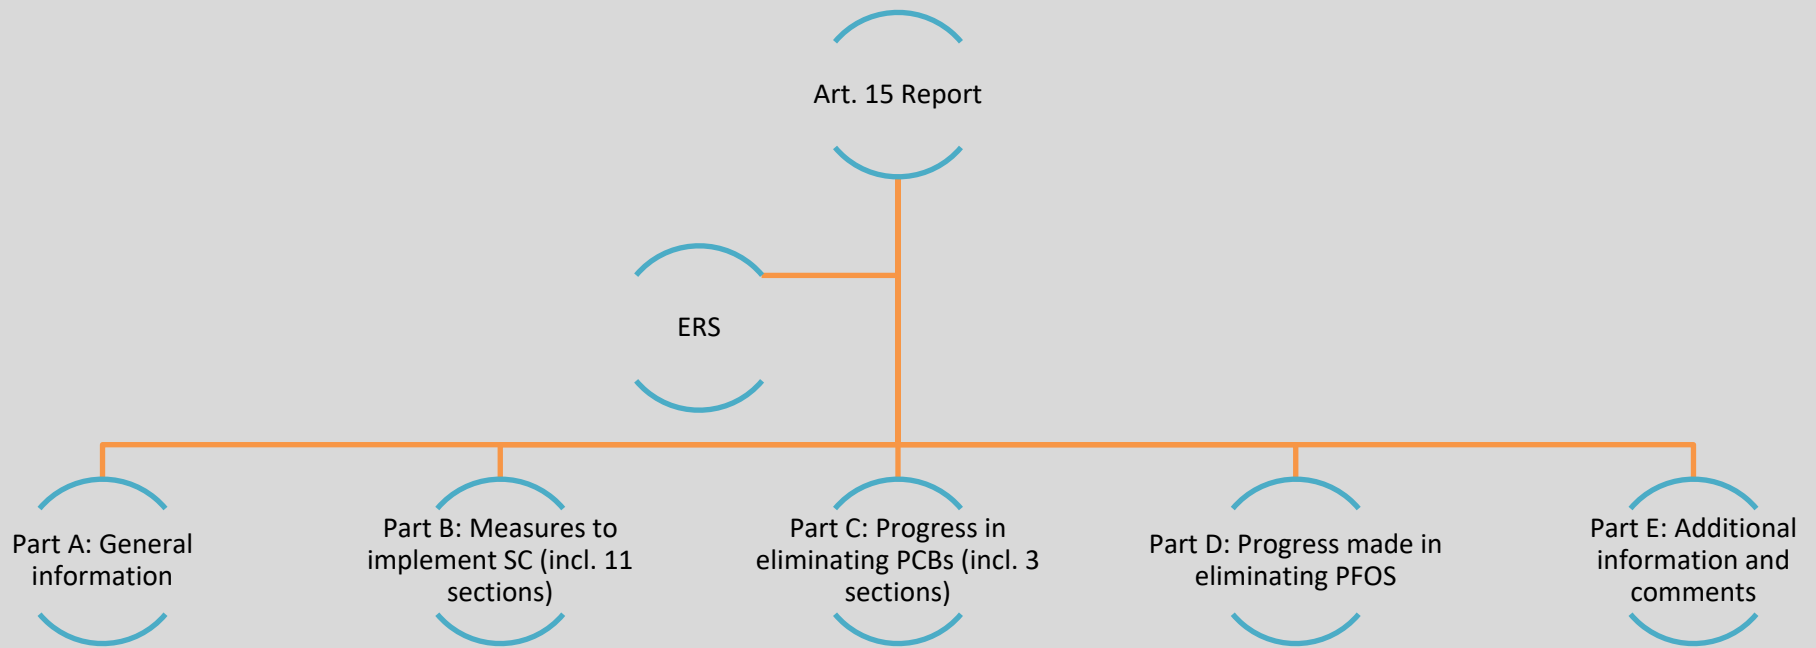 Art. 15 Report
ERS
Part A: General
information
Part B: Measures to
implement SC (incl. 11
sections)
Part C: Progress in
eliminating PCBs (incl. 3
sections)
Part D: Progress made in
eliminating PFOS
Part E: Additional
information and
comments